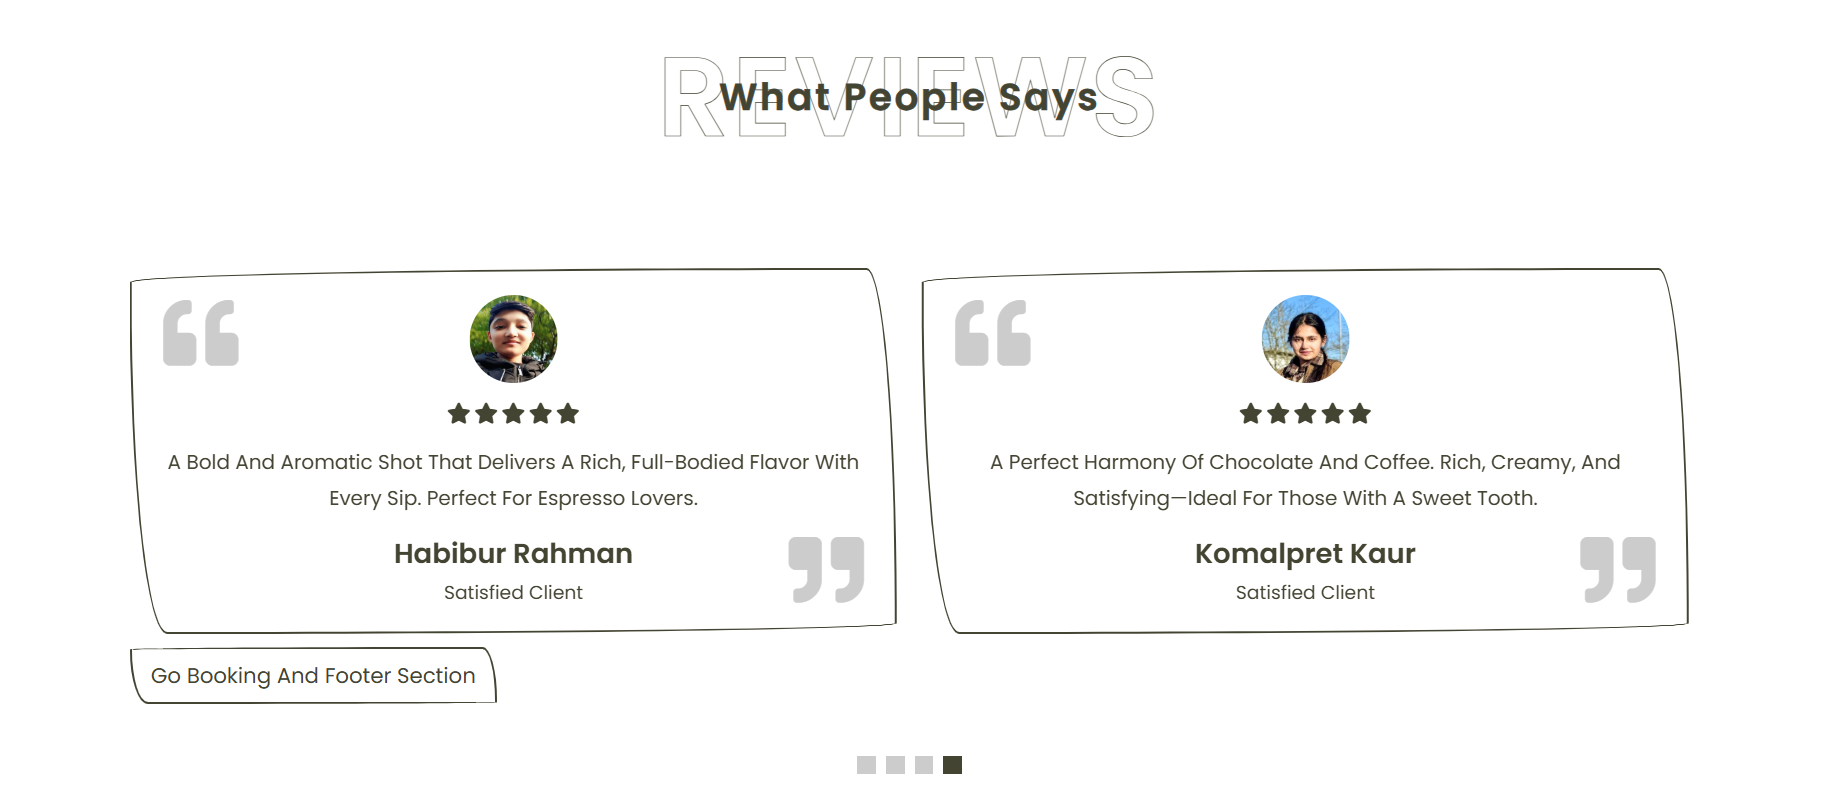 REVIEWS
What People Says
A Bold And Aromatic Shot That Delivers A Rich, Full-Bodied Flavor With
Every Sip. Perfect For Espresso Lovers.
Habibur Rahman
Satisfied Client
A Perfect Harmony Of Chocolate And Coffee. Rich, Creamy, And
Satisfying—Ideal For Those With A Sweet Tooth.
Komalpret Kaur
Satisfied Client
Go Booking And Footer Section